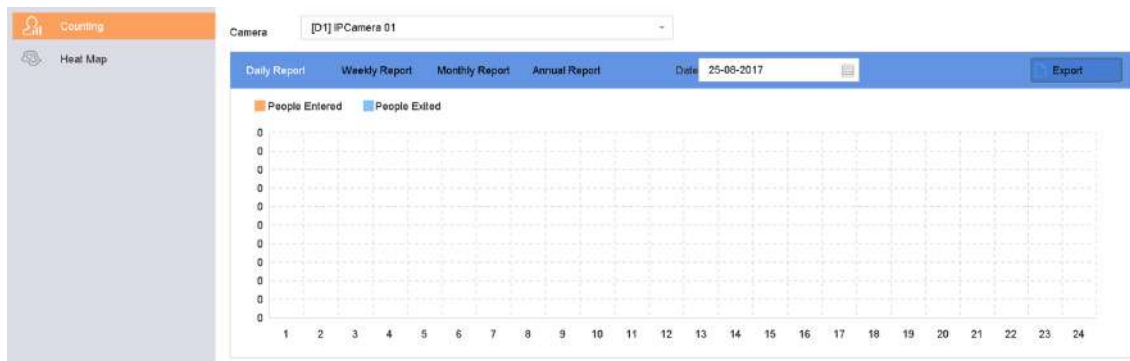 Counting
Heat Map
Camera [D1] IPCamera 01
Daily Report Weekly Report Monthly Report Annual Report Date 25-08-2017 Export
People Entered People Exited
0
0
0
0
0
0
0
0
0
0
0
1 2 3 4 5 6 7 8 9 10 11 12 13 14 15 16 17 18 19 20 21 22 23 24